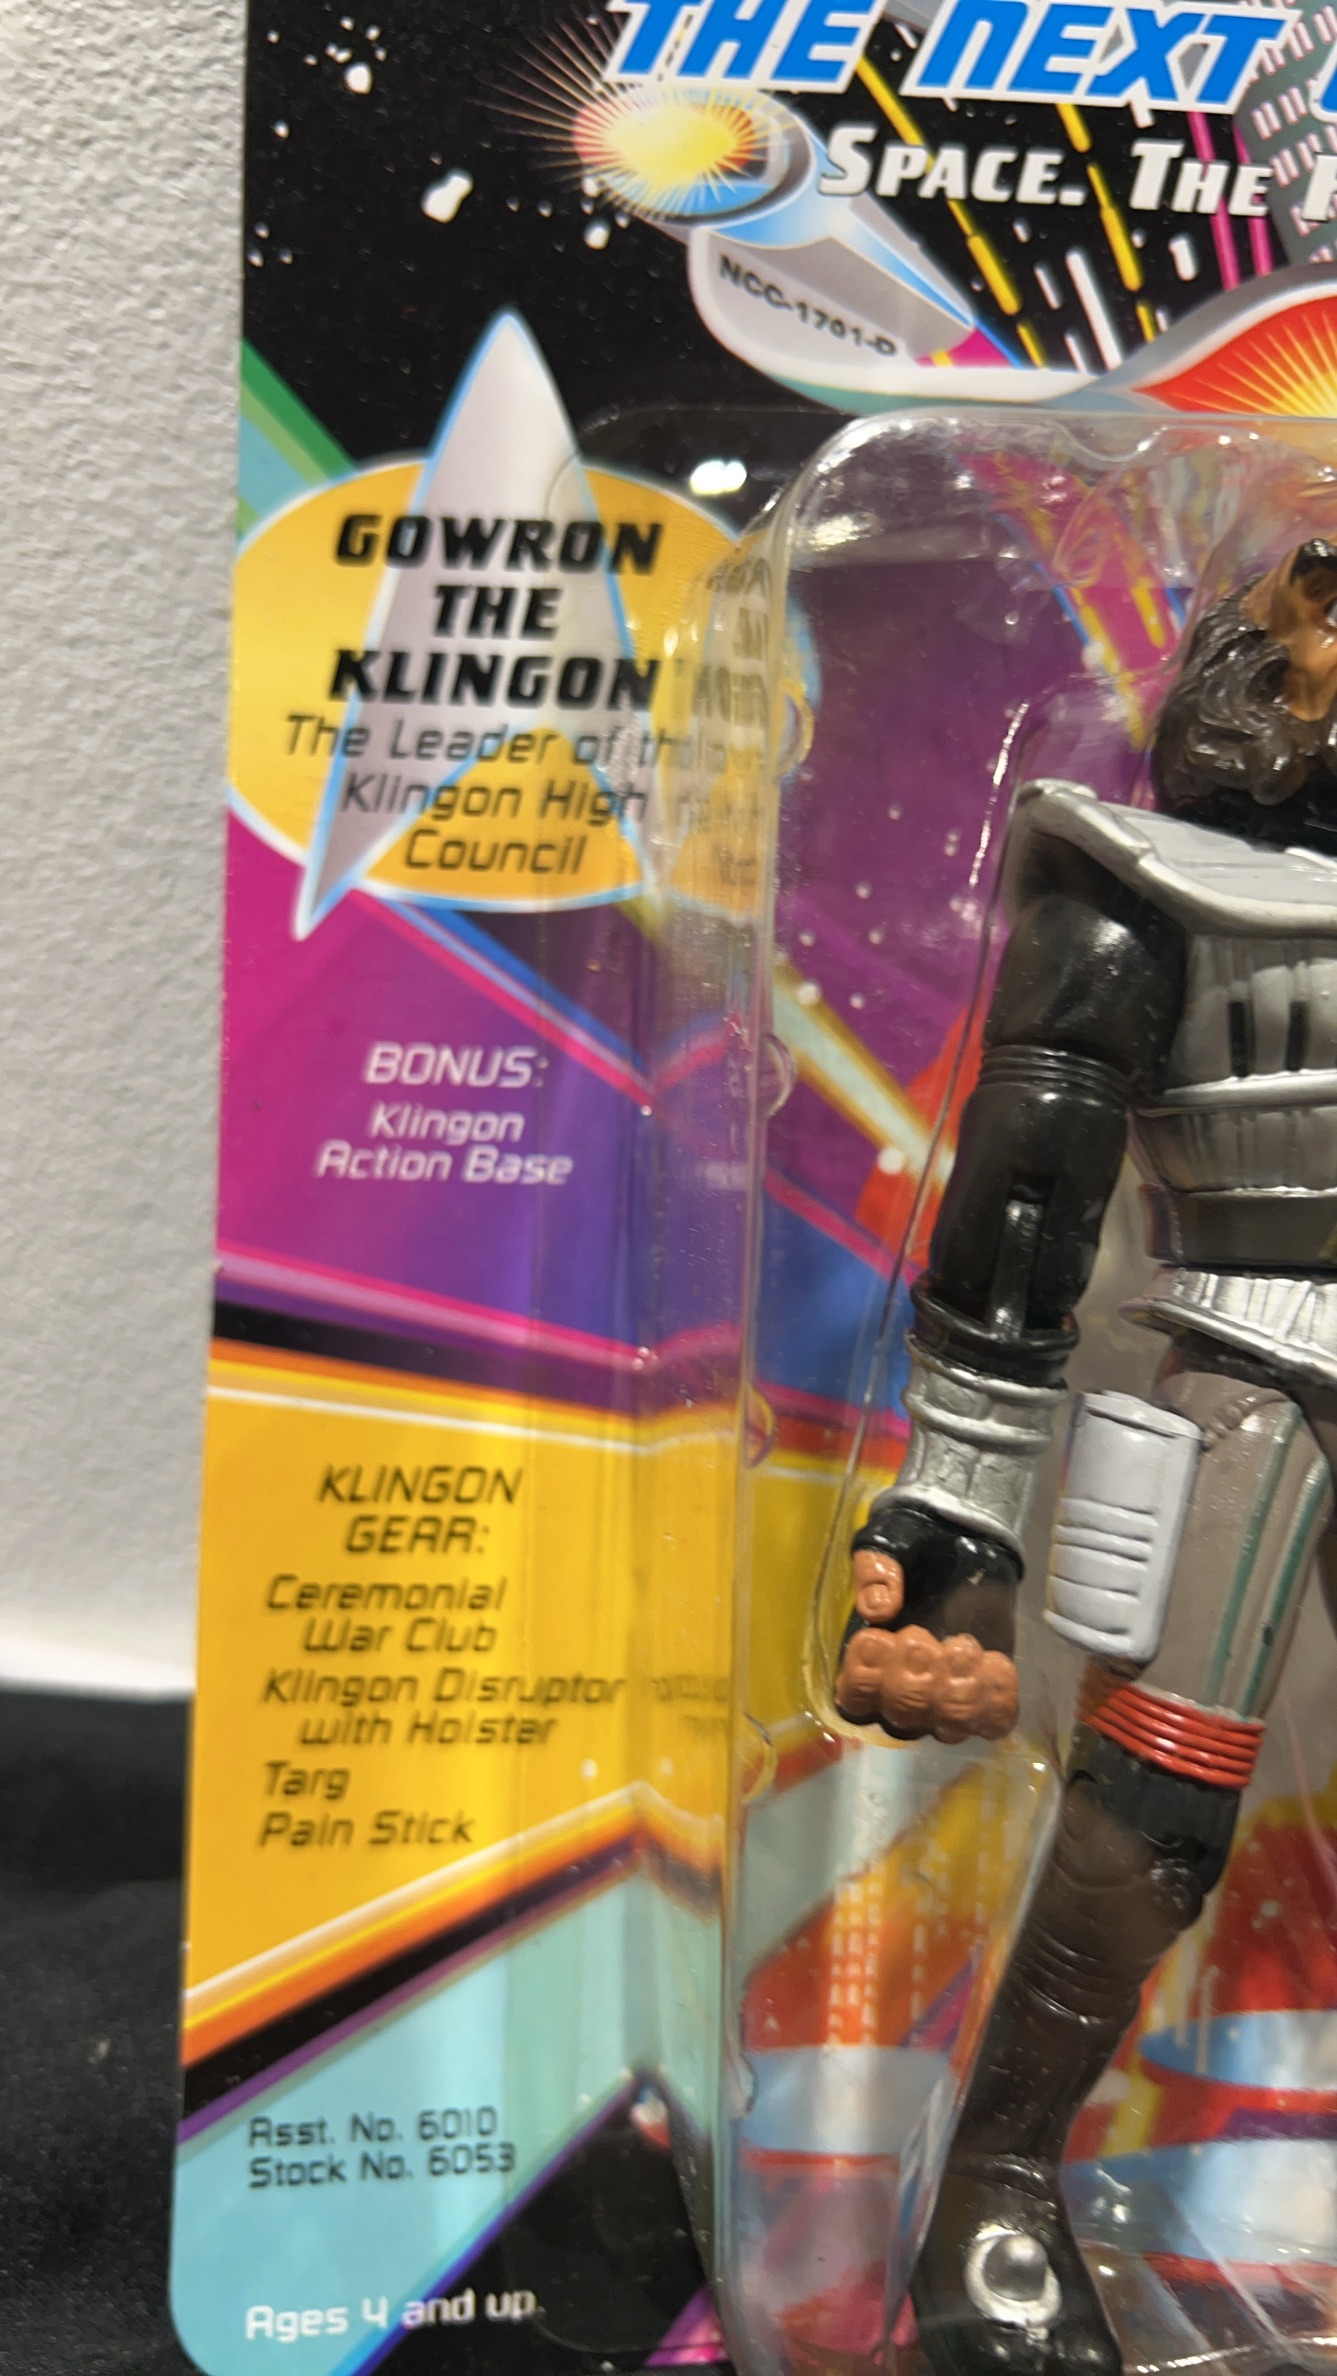 THE NEXT
SPACE. THE
NCC-1701-D
GOWRON
THE
KLINGON
The Leader of the
Klingon High
Council
BONUS:
Klingon
Action Base
KLINGON
GEAR:
Ceremonial
War Club
Klingon Disruptor
with Holster
Targ
Pain Stick
Asst. No. 6010
Stock No. 6053
Ages 4 and up.